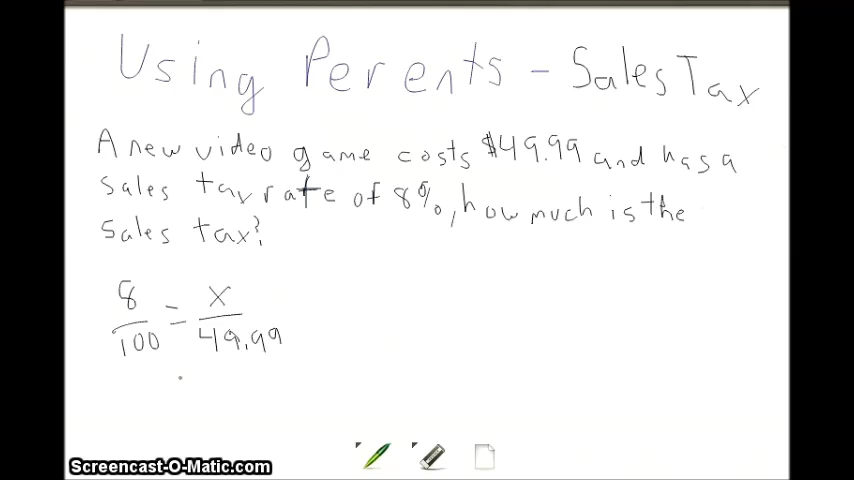 Using Perents - Sales Tax
A new video game costs $49.99 and has a
sales tax rate of 8%, how much is the
sales tax?
8/100 = x/49.99
Screencast-O-Matic.com